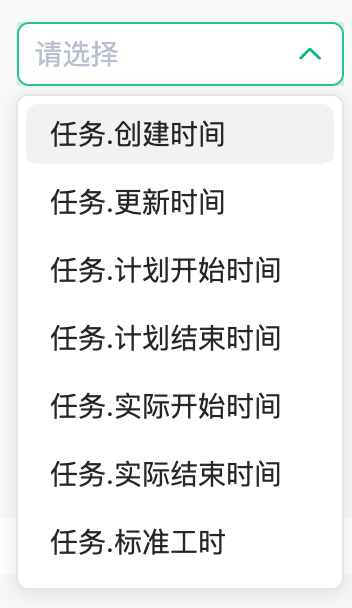 请选择
任务.创建时间
任务.更新时间
任务.计划开始时间
任务.计划结束时间
任务.实际开始时间
任务.实际结束时间
任务.标准工时